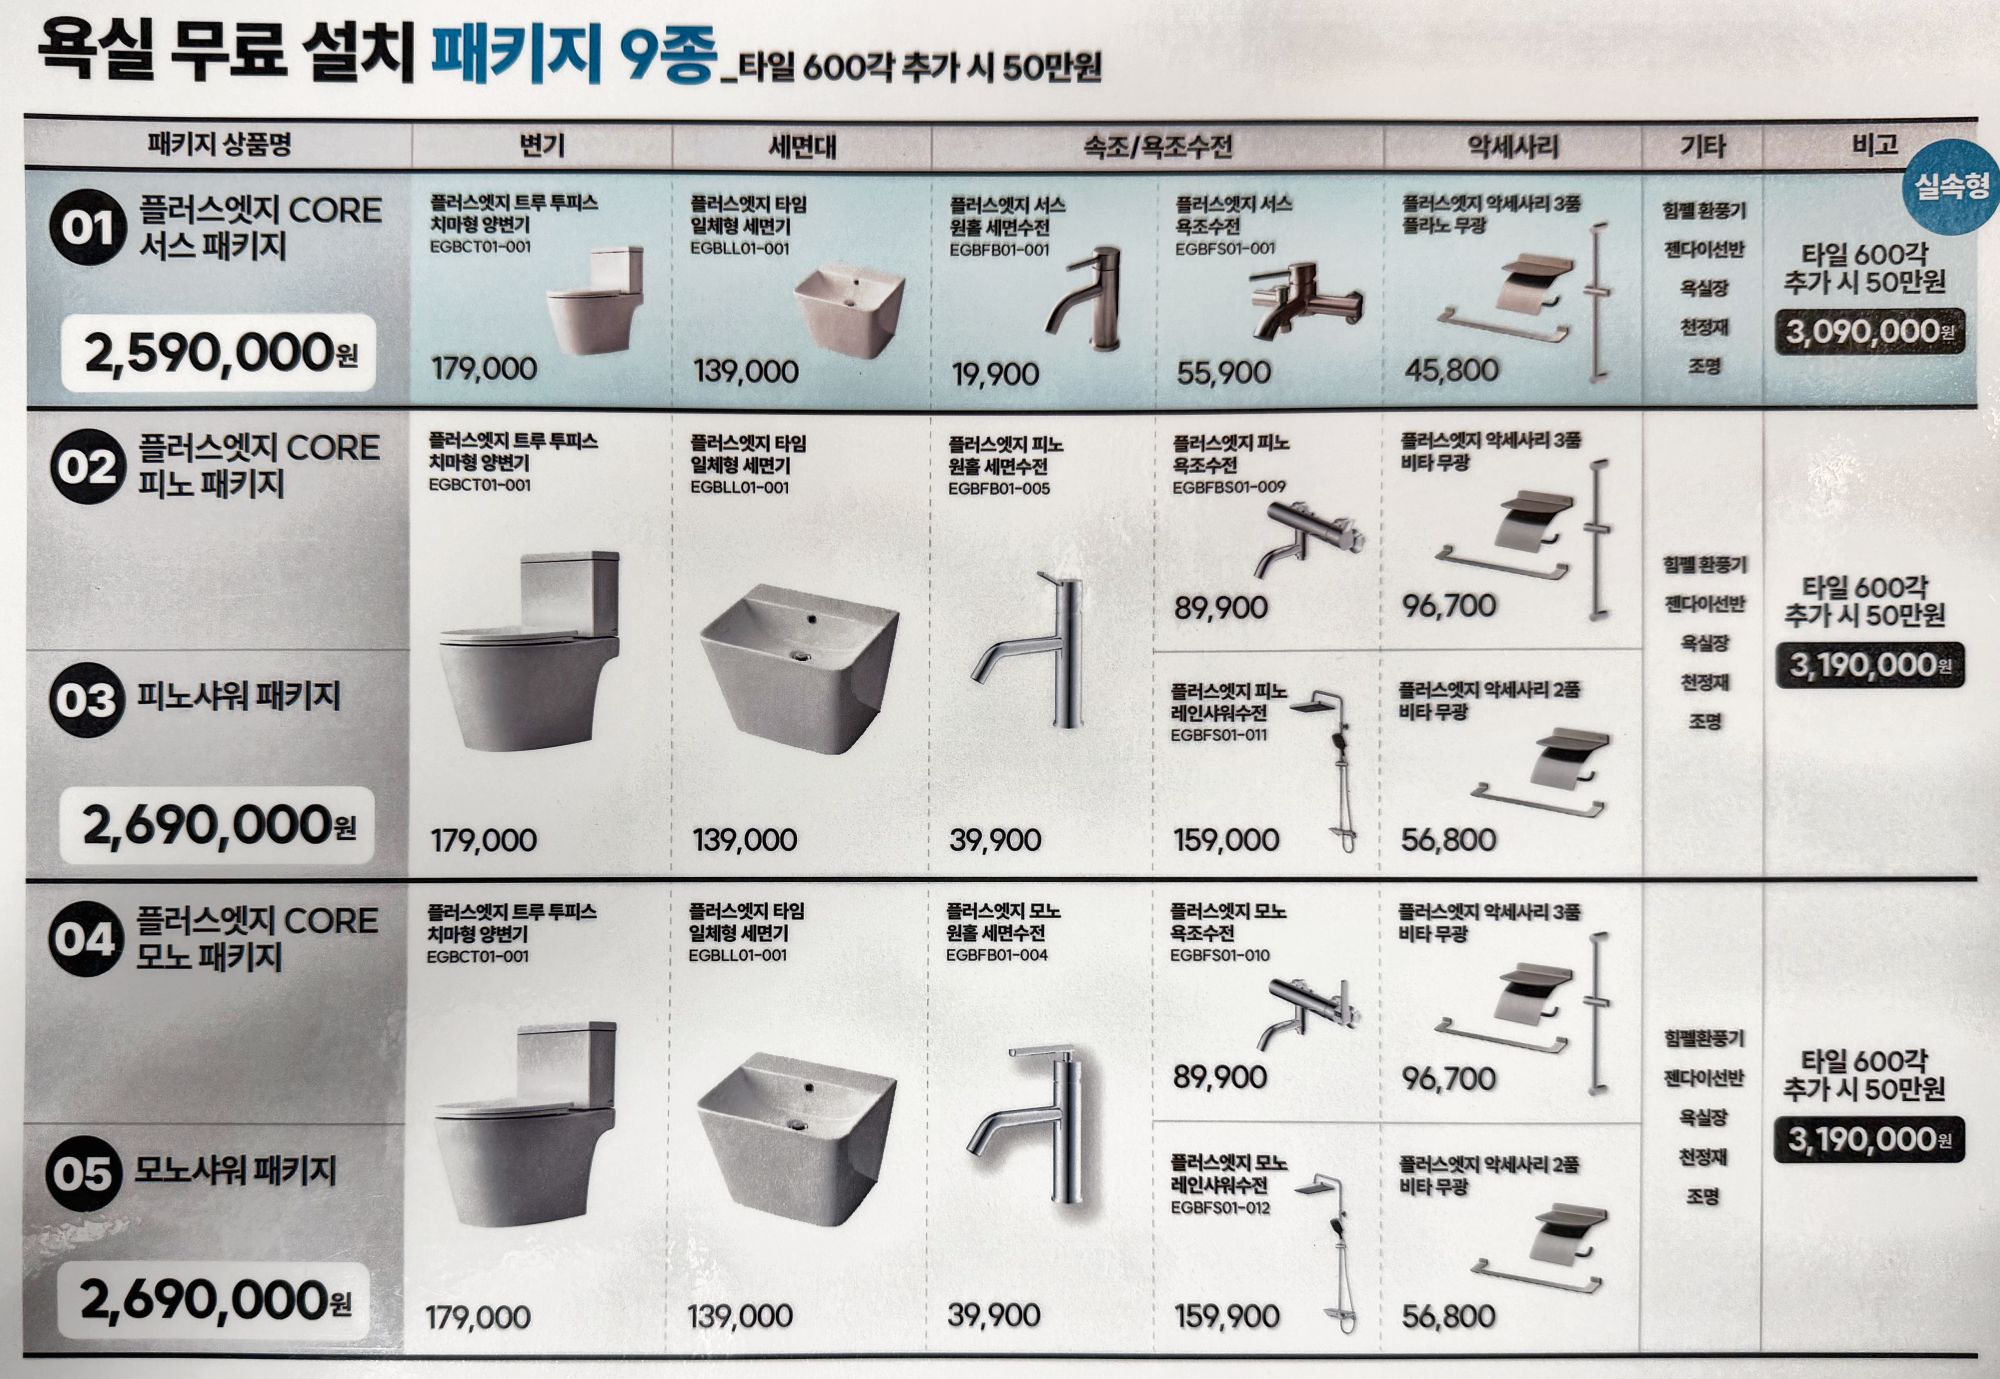 욕실 무료 설치 패키지 9종_타일 600각 추가 시 50만원
패키지 상품명
변기
세면대
속조/욕조수전
악세사리
기타
비고
실속형
01
플러스엣지 CORE
서스 패키지
2,590,000원
플러스엣지 트루 투피스
치마형 양변기
EGBCT01-001
179,000
플러스엣지 타임
일체형 세면기
EGBLL01-001
139,000
플러스엣지 서스
원홀 세면수전
EGBFB01-001
19,900
플러스엣지 서스
욕조수전
EGBFS01-001
55,900
플러스엣지 악세사리 3품
플라노 무광
45,800
힘펠 환풍기
젠다이선반
욕실장
천정재
조명
타일 600각
추가 시 50만원
3,090,000원
02
플러스엣지 CORE
피노 패키지
03
피노샤워 패키지
2,690,000원
플러스엣지 트루 투피스
치마형 양변기
EGBCT01-001
179,000
플러스엣지 타임
일체형 세면기
EGBLL01-001
139,000
플러스엣지 피노
원홀 세면수전
EGBFB01-005
39,900
플러스엣지 피노
욕조수전
EGBFBS01-009
89,900
플러스엣지 악세사리 3품
비타 무광
96,700
플러스엣지 피노
레인샤워수전
EGBFS01-011
159,000
플러스엣지 악세사리 2품
비타 무광
56,800
힘펠 환풍기
젠다이선반
욕실장
천정재
조명
타일 600각
추가 시 50만원
3,190,000원
04
플러스엣지 CORE
모노 패키지
05
모노샤워 패키지
2,690,000원
플러스엣지 트루 투피스
치마형 양변기
EGBCT01-001
179,000
플러스엣지 타임
일체형 세면기
EGBLL01-001
139,000
플러스엣지 모노
원홀 세면수전
EGBFB01-004
39,900
플러스엣지 모노
욕조수전
EGBFS01-010
89,900
플러스엣지 악세사리 3품
비타 무광
96,700
플러스엣지 모노
레인샤워수전
EGBFS01-012
159,900
플러스엣지 악세사리 2품
비타 무광
56,800
힘펠환풍기
젠다이선반
욕실장
천정재
조명
타일 600각
추가 시 50만원
3,190,000원